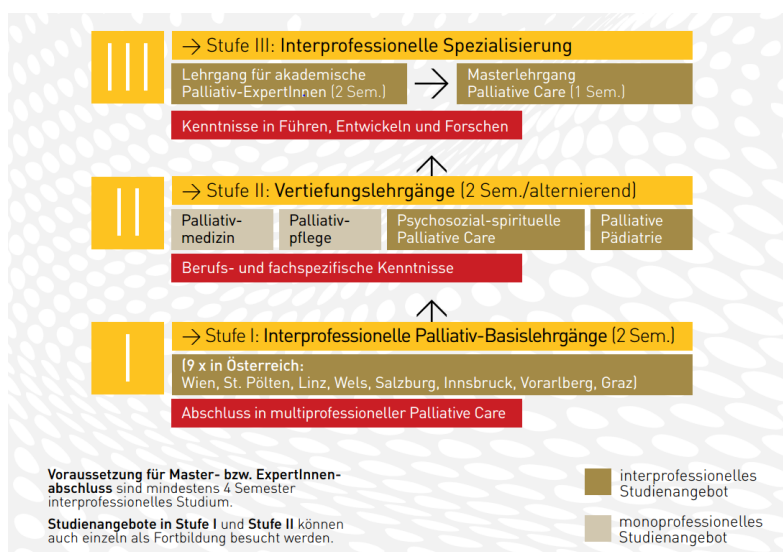 III
→ Stufe III: Interprofessionelle Spezialisierung
Lehrgang für akademische
Palliativ-ExpertInnen (2 Sem.)
→
Masterlehrgang
Palliative Care (1 Sem.)
Kenntnisse in Führen, Entwickeln und Forschen
II
→ Stufe II: Vertiefungslehrgänge (2 Sem./alternierend)
Palliativ-
medizin
Palliativ-
pflege
Psychosozial-spirituelle
Palliative Care
Palliative
Pädiatrie
Berufs- und fachspezifische Kenntnisse
I
→ Stufe I: Interprofessionelle Palliativ-Basislehrgänge (2 Sem.)
(9 x in Österreich:
Wien, St. Pölten, Linz, Wels, Salzburg, Innsbruck, Vorarlberg, Graz)
Abschluss in multiprofessioneller Palliative Care
Voraussetzung für Master- bzw. ExpertInnen-
abschluss sind mindestens 4 Semester
interprofessionelles Studium.
Studienangebote in Stufe I und Stufe II können
auch einzeln als Fortbildung besucht werden.
interprofessionelles
Studienangebot
monoprofessionelles
Studienangebot